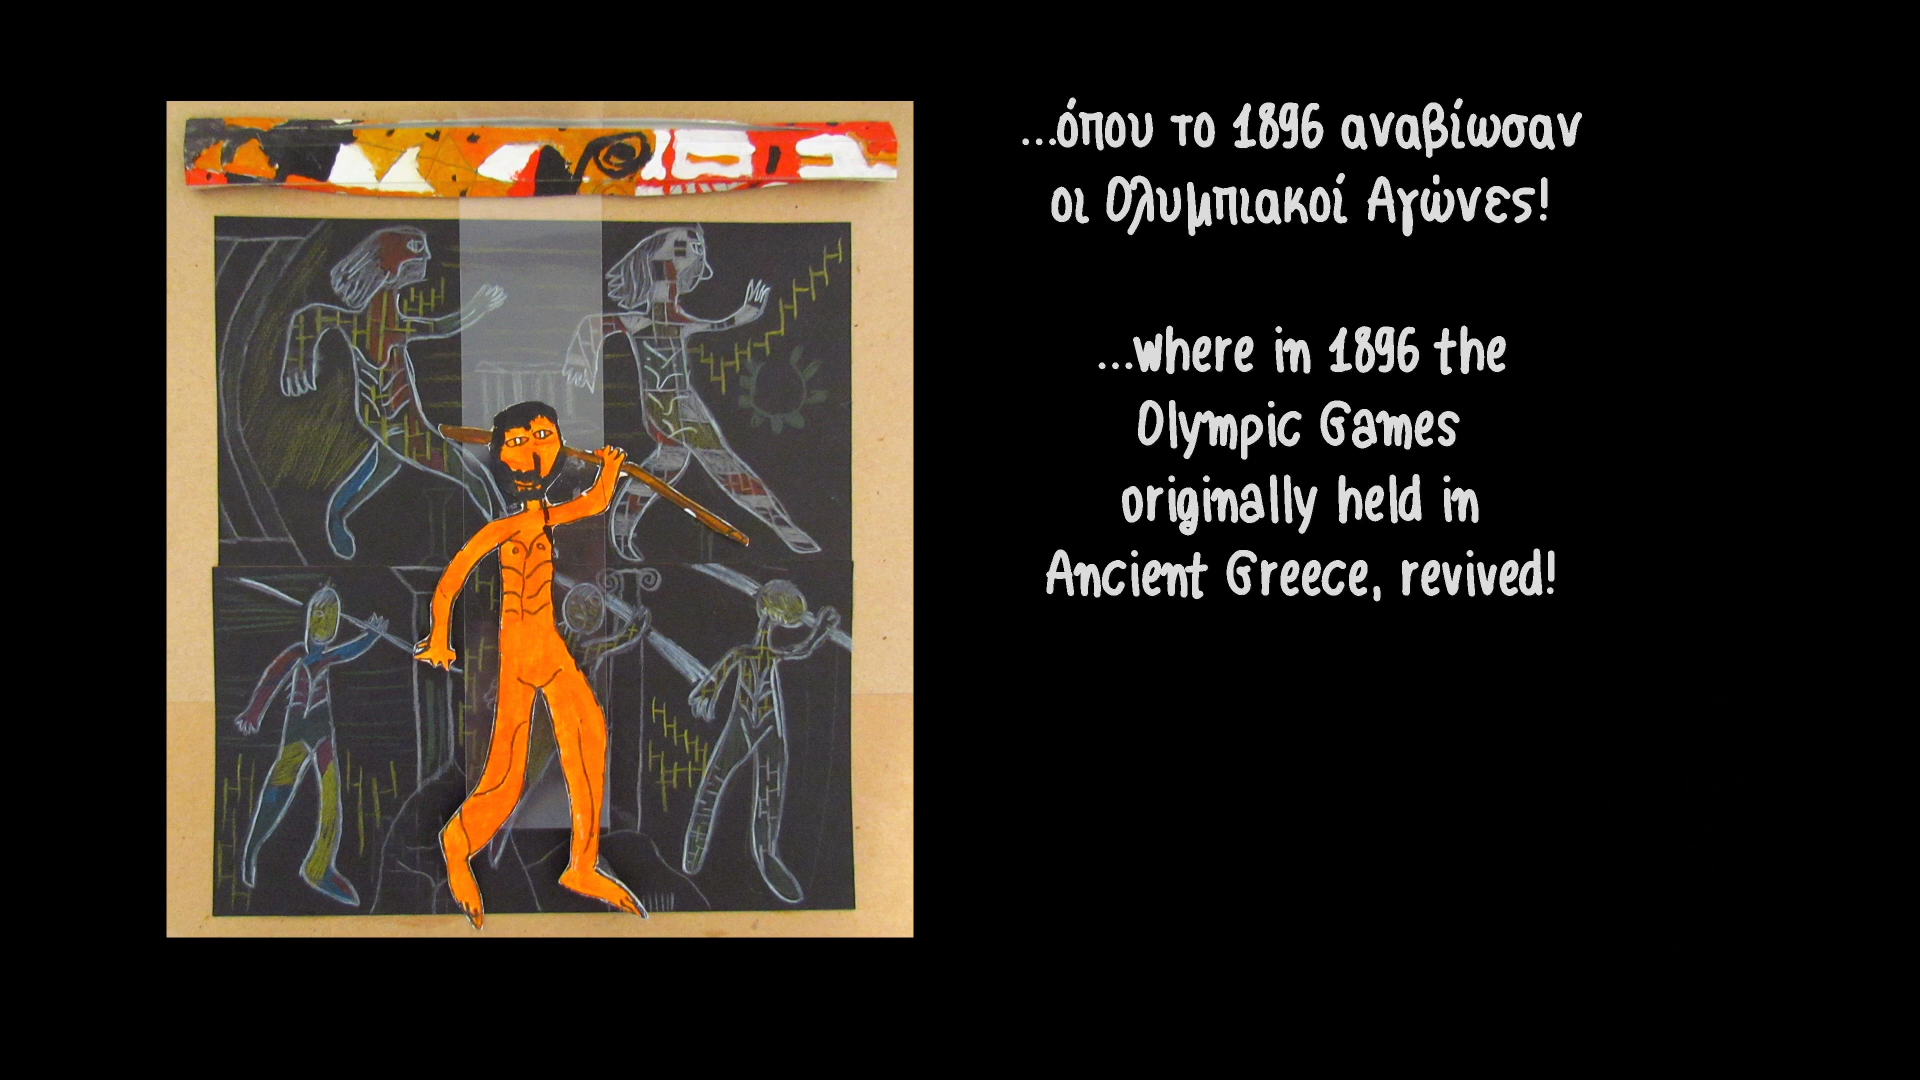 ...όπου το 1896 αναβίωσαν
οι Ολυμπιακοί Αγώνες!
...where in 1896 the
Olympic Games
originally held in
Ancient Greece, revived!